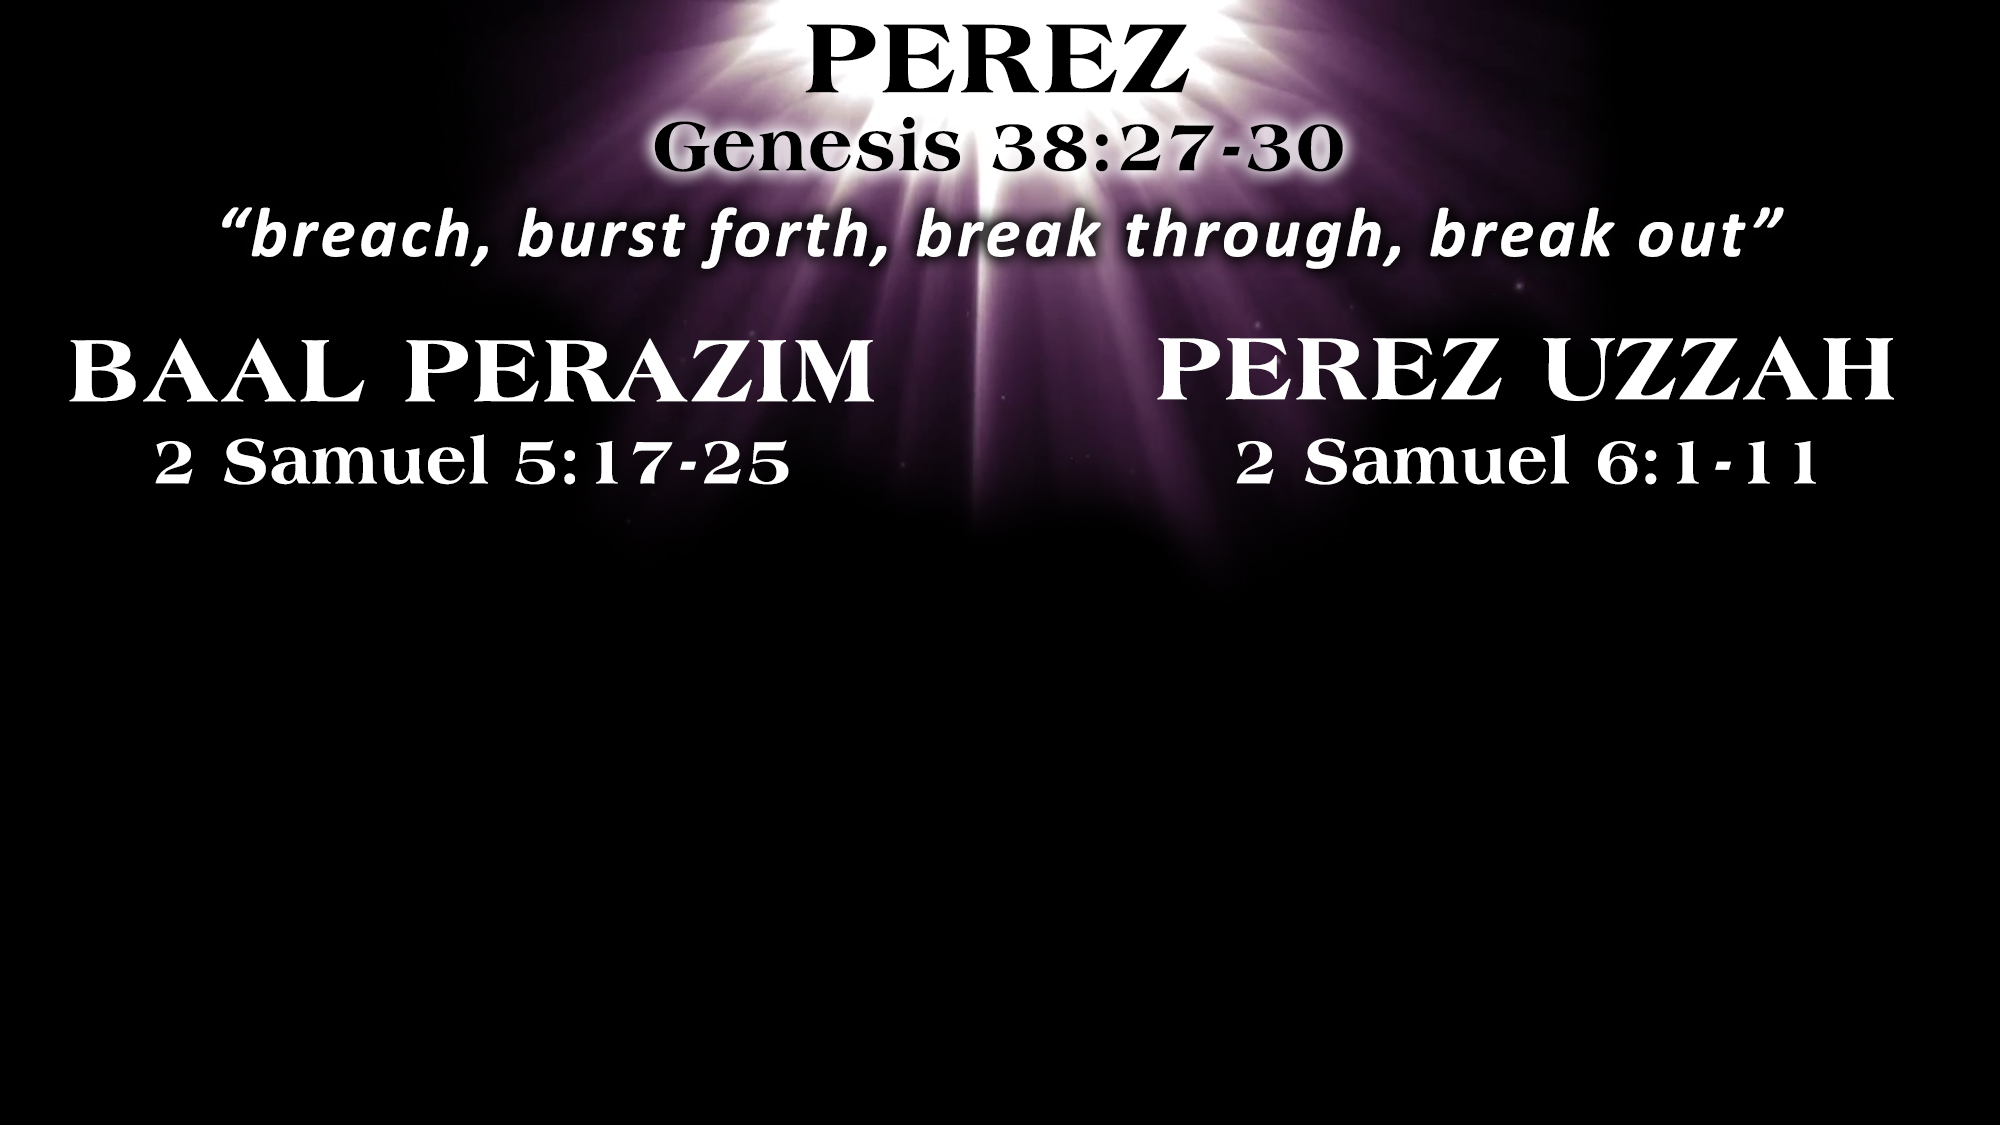 PEREZ
Genesis 38:27-30
“breach, burst forth, break through, break out”
BAAL PERAZIM
2 Samuel 5:17-25
PEREZ UZZAH
2 Samuel 6:1-11